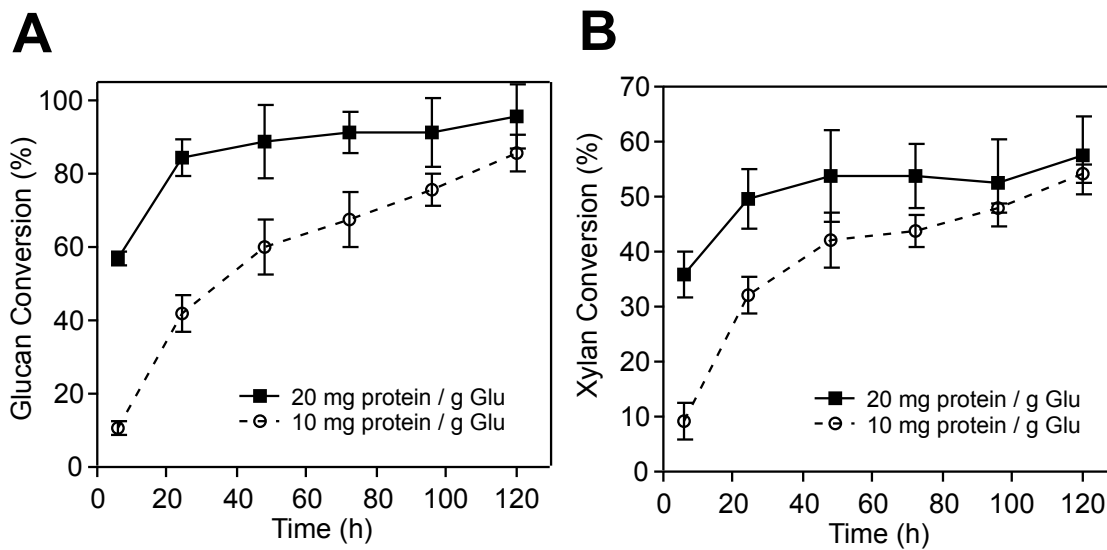 A
Glucan Conversion (%)
100
80
60
40
20
0
0 20 40 60 80 100 120
Time (h)
20 mg protein / g Glu
10 mg protein / g Glu
B
Xylan Conversion (%)
70
60
50
40
30
20
10
0
0 20 40 60 80 100 120
Time (h)
20 mg protein / g Glu
10 mg protein / g Glu